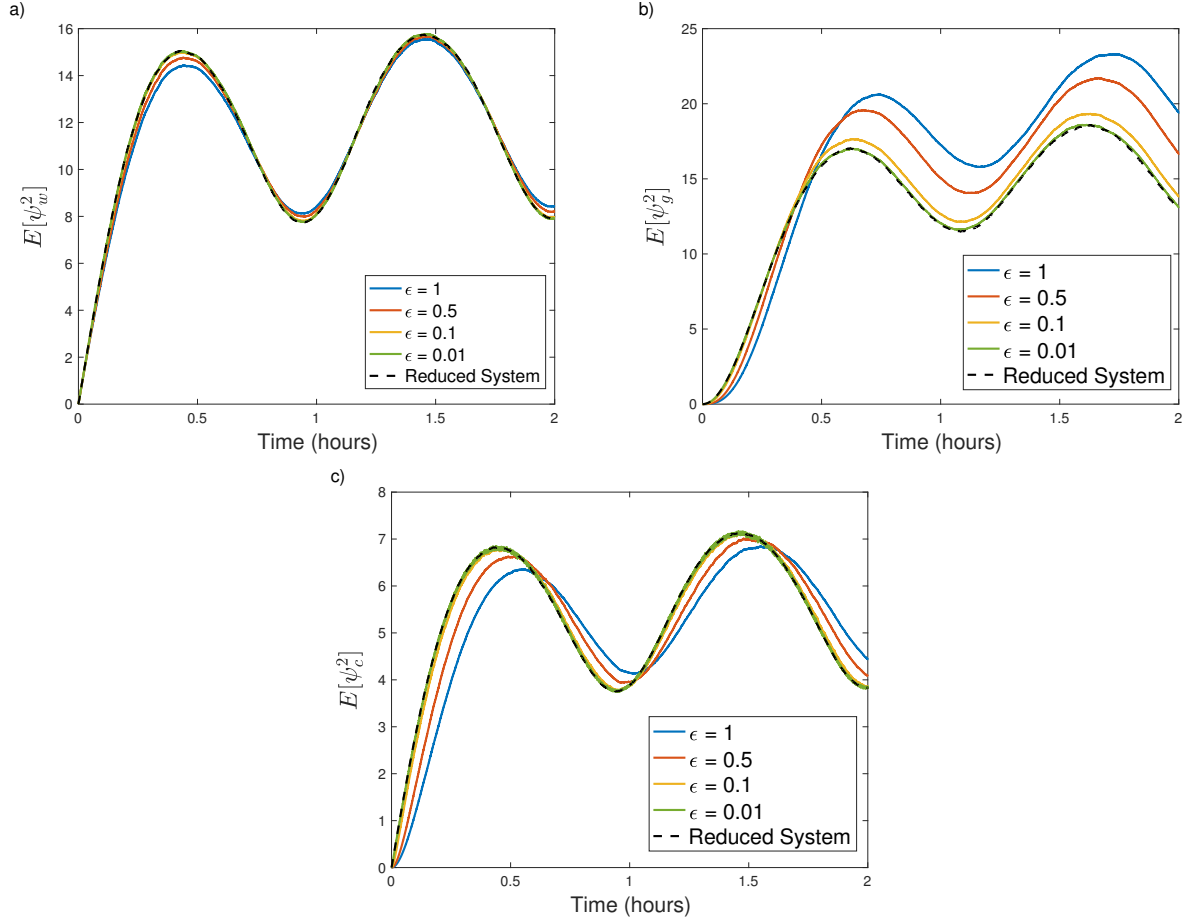 a)
16
14
12
10
8
6
4
2
0
E[ψ_w^2]
0 0.5 1 1.5 2
Time (hours)
ϵ = 1
ϵ = 0.5
ϵ = 0.1
ϵ = 0.01
Reduced System
b)
25
20
15
10
5
0
E[ψ_g^2]
0 0.5 1 1.5 2
Time (hours)
ϵ = 1
ϵ = 0.5
ϵ = 0.1
ϵ = 0.01
Reduced System
c)
8
7
6
5
4
3
2
1
0
E[ψ_c^2]
0 0.5 1 1.5 2
Time (hours)
ϵ = 1
ϵ = 0.5
ϵ = 0.1
ϵ = 0.01
Reduced System